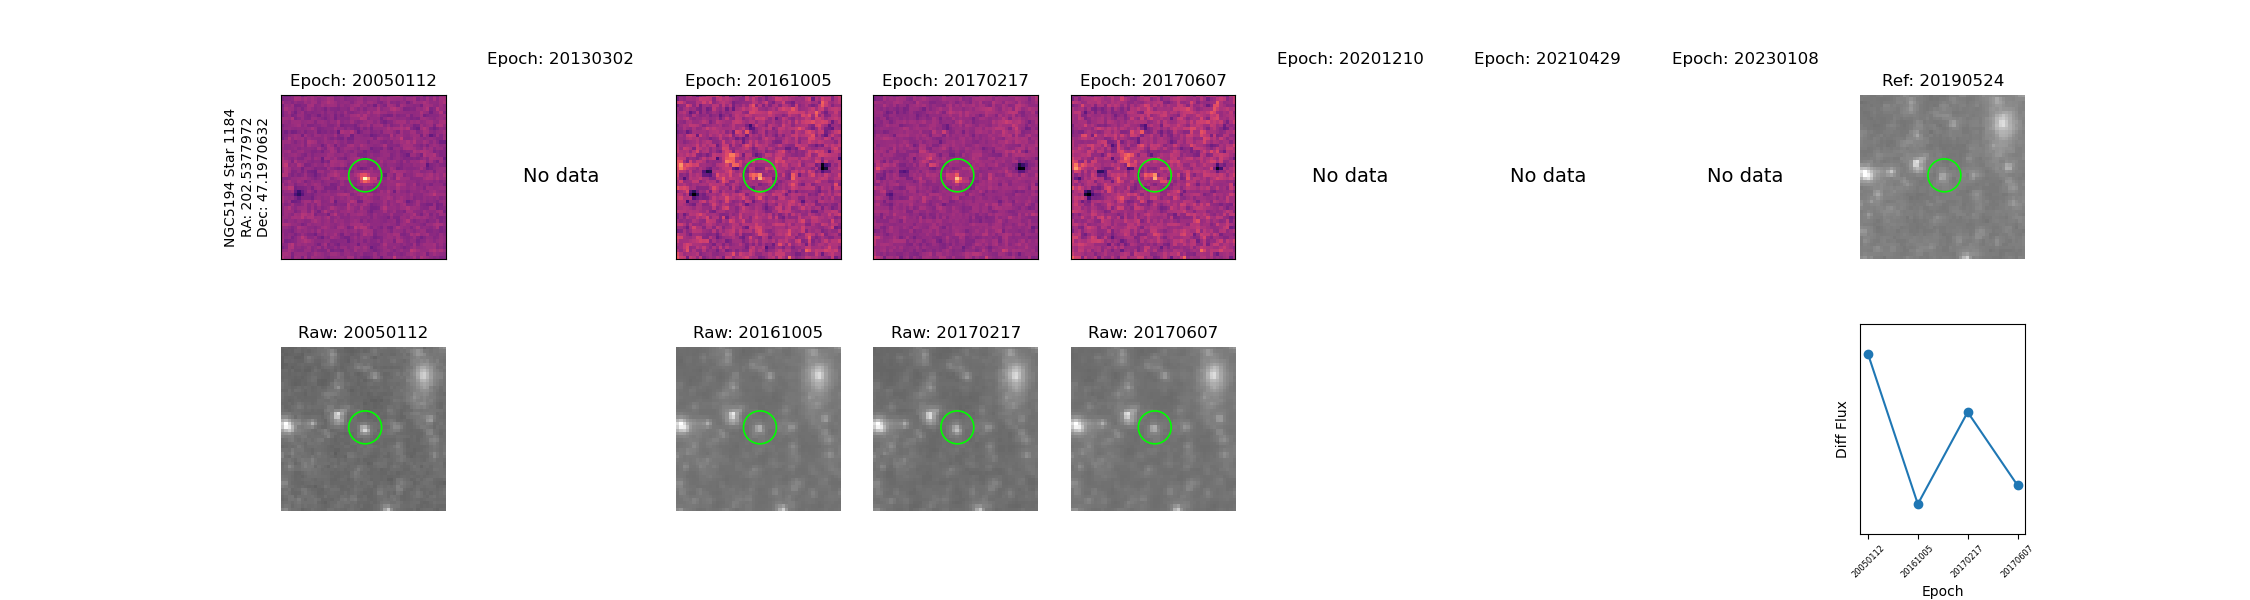 Epoch: 20130302
Epoch: 20201210
Epoch: 20210429
Epoch: 20230108
Epoch: 20050112
Epoch: 20161005
Epoch: 20170217
Epoch: 20170607
Ref: 20190524
NGC5194 Star 1184
RA: 202.5377972
Dec: 47.1970632
No data
No data
No data
No data
Raw: 20050112
Raw: 20161005
Raw: 20170217
Raw: 20170607
Diff Flux
20050112
20161005
20170217
20170607
Epoch